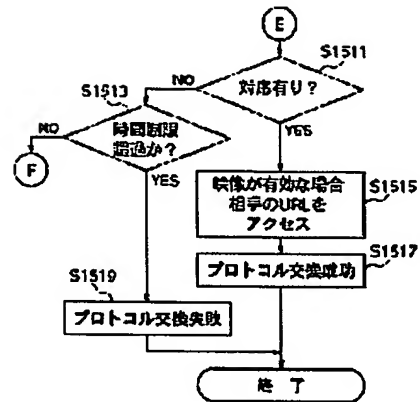 E
S1511
対応有り?
NO
YES
S1513
時間制限
超過か?
NO
YES
F
映像が有効な場合
相手のURLを
アクセス
S1515
プロトコル交換成功
S1517
S1519
プロトコル交換失敗
終 了